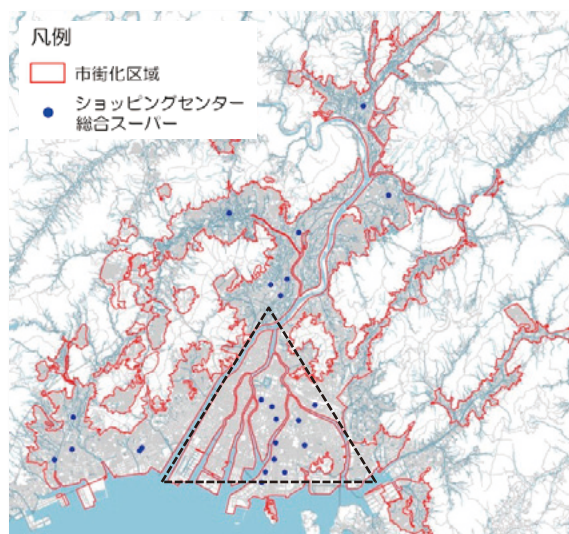 凡例
市街化区域
ショッピングセンター
総合スーパー